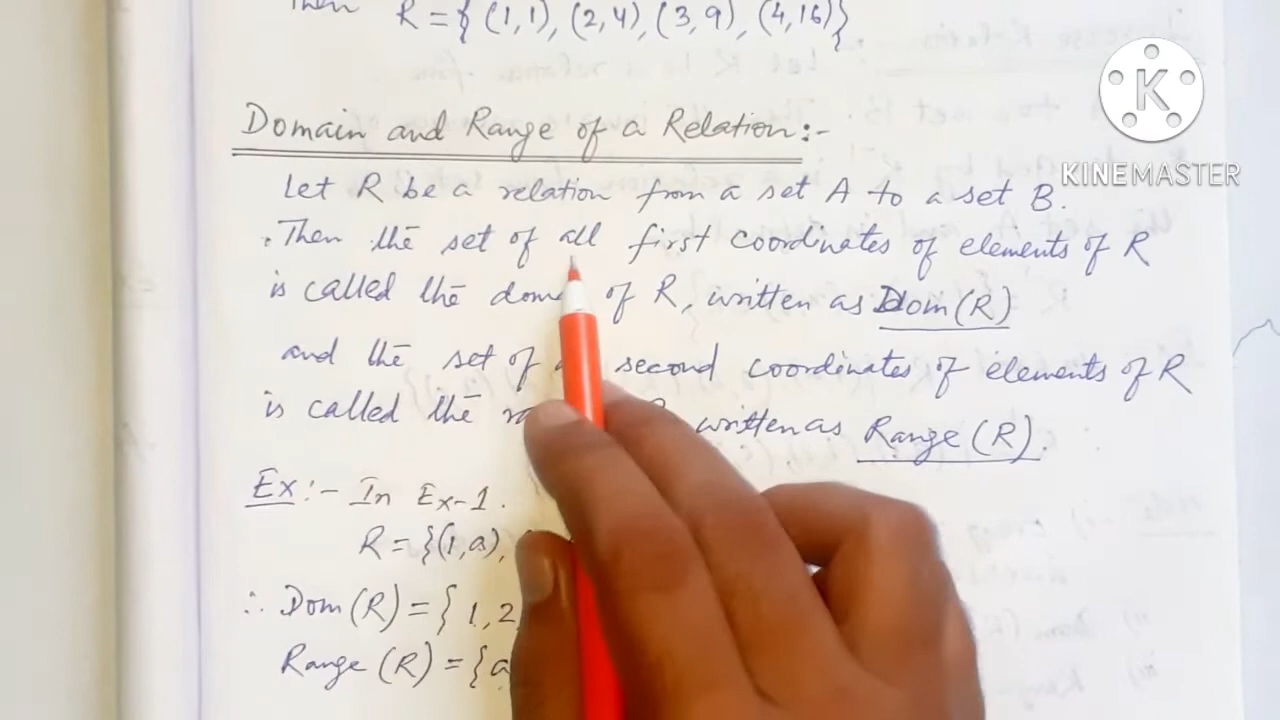 Then R = { (1, 1), (2, 4), (3, 9), (4, 16)}
Domain and Range of a Relation:-
Let R be a relation from a set A to a set B.
Then the set of all first coordinates of elements of R
is called the of R, written as Dom(R)
and the set of second coordinates of elements of R
is called the written as Range (R).
Ex:- In Ex-1.
R = {(1, a),
∴ Dom(R) = { 1, 2,
Range (R) = {a
K
KINEMASTER